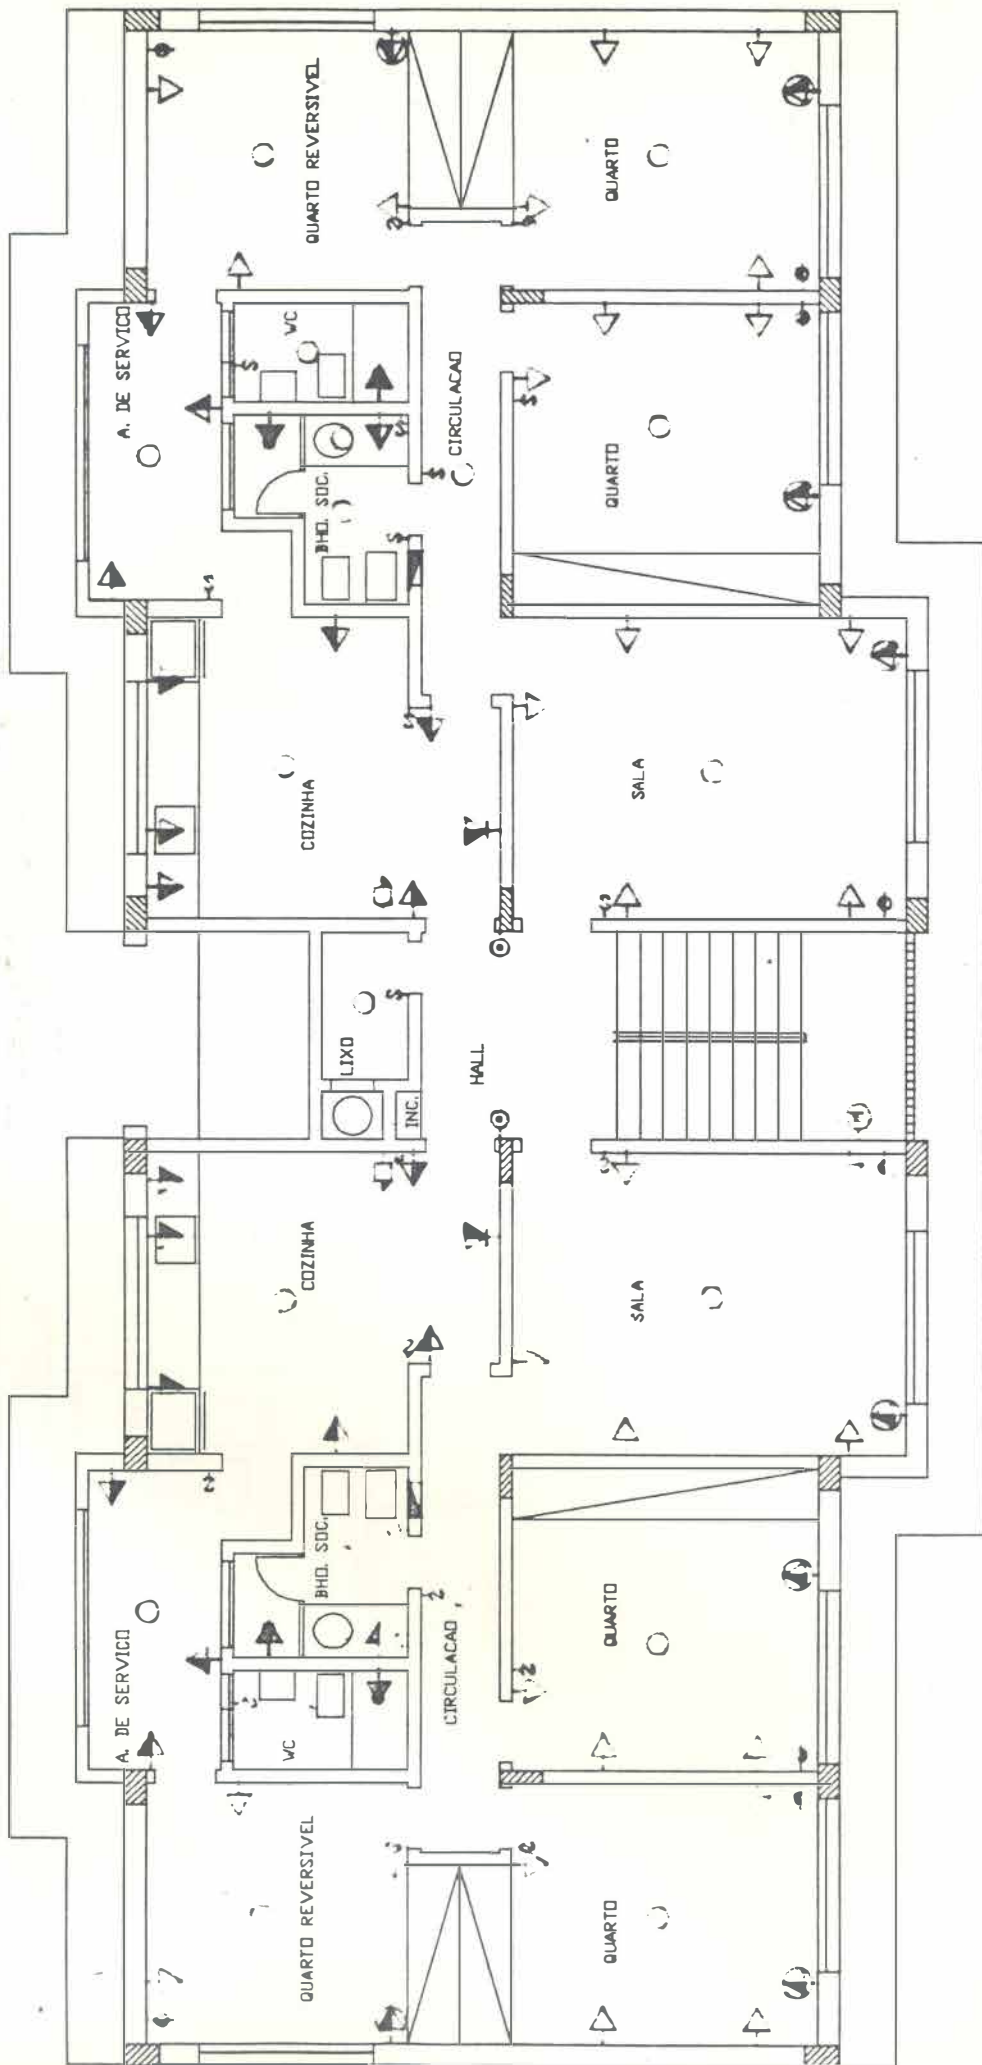 QUARTO REVERSIVEL
QUARTO
A. DE SERVICO
WC
CIRCULACAO
BHO. SOC.
QUARTO
COZINHA
SALA
LIXO
HALL
INC.
COZINHA
SALA
BHO. SOC.
QUARTO
A. DE SERVICO
CIRCULACAO
WC
QUARTO REVERSIVEL
QUARTO